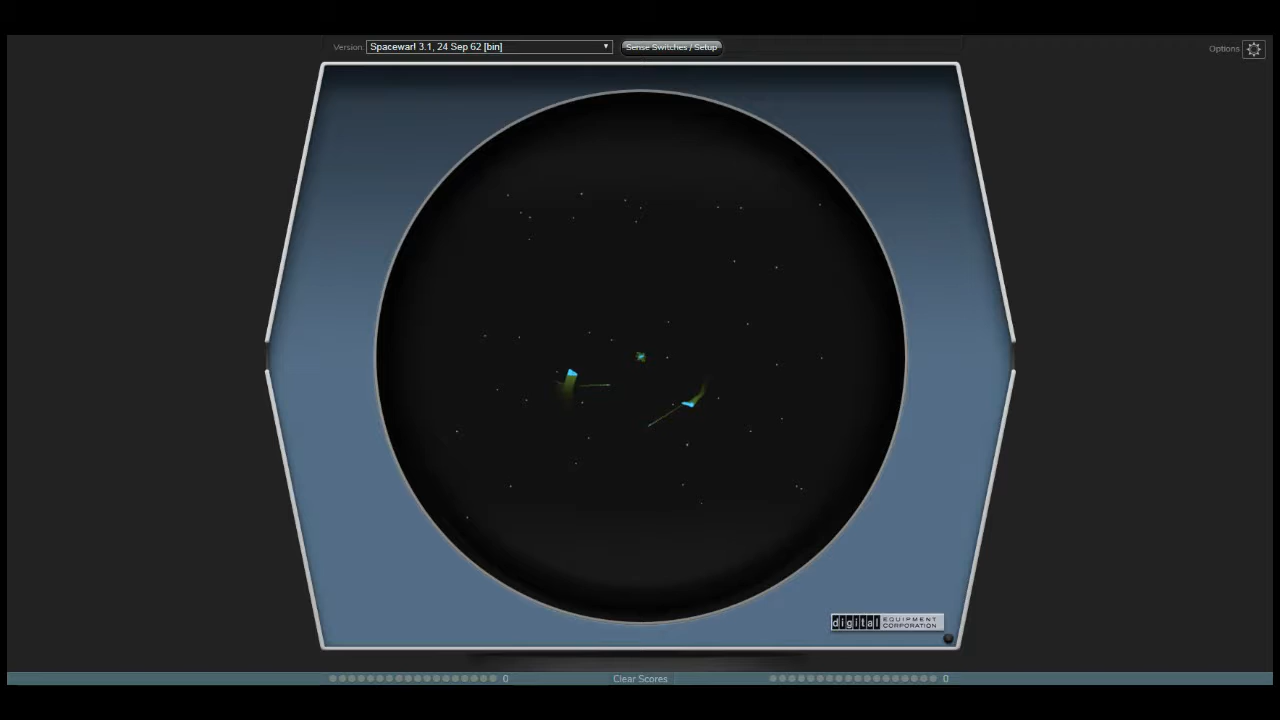 Version: Spacewar! 3.1, 24 Sep 62 [bin] Sense Switches / Setup Options
digital EQUIPMENT CORPORATION
0 Clear Scores 0